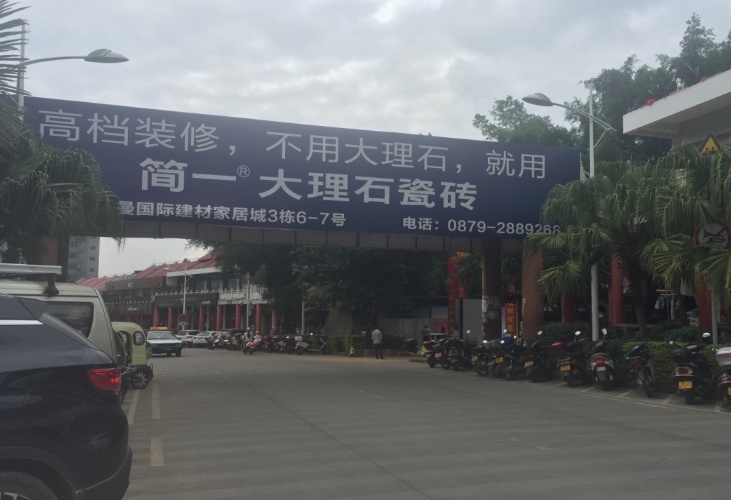 高档装修，不用大理石，就用
简一® 大理石瓷砖
曼国际建材家居城3栋6-7号 电话：0879-2889268